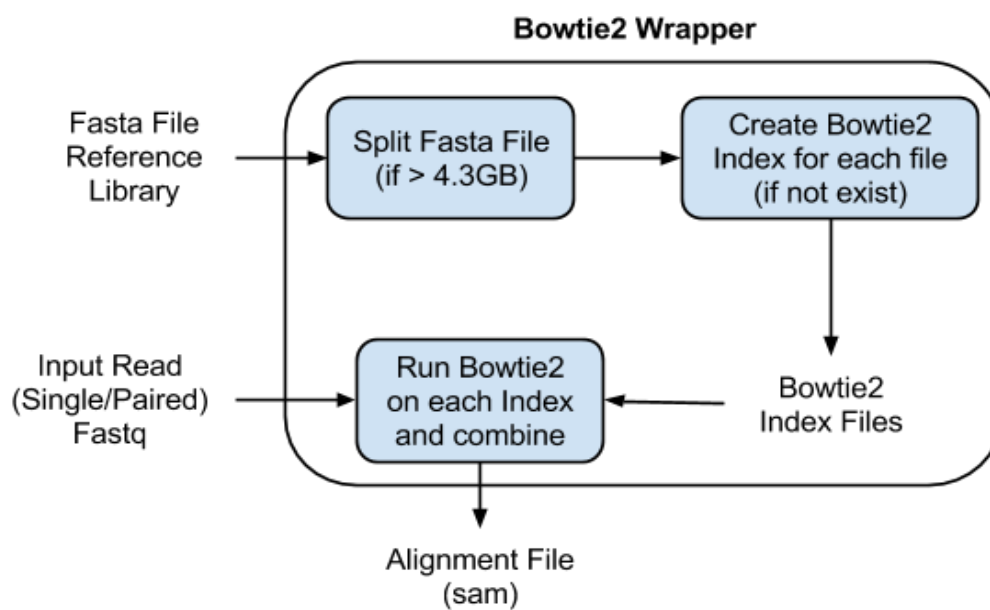 Bowtie2 Wrapper
Fasta File
Reference
Library
Split Fasta File
(if > 4.3GB)
Create Bowtie2
Index for each file
(if not exist)
Input Read
(Single/Paired)
Fastq
Run Bowtie2
on each Index
and combine
Bowtie2
Index Files
Alignment File
(sam)